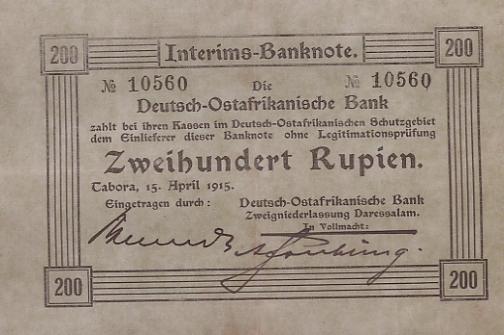 200 Interims-Banknote. 200
№ 10560 Die № 10560
Deutsch-Ostafrikanische Bank
zahlt bei ihren Kassen im Deutsch-Ostafrikanischen Schutzgebiet
dem Einlieferer dieser Banknote ohne Legitimationsprüfung
Zweihundert Rupien.
Tabora, 15. April 1915.
Eingetragen durch: Deutsch-Ostafrikanische Bank
Zweigniederlassung Daressalam.
In Vollmacht:
200 200